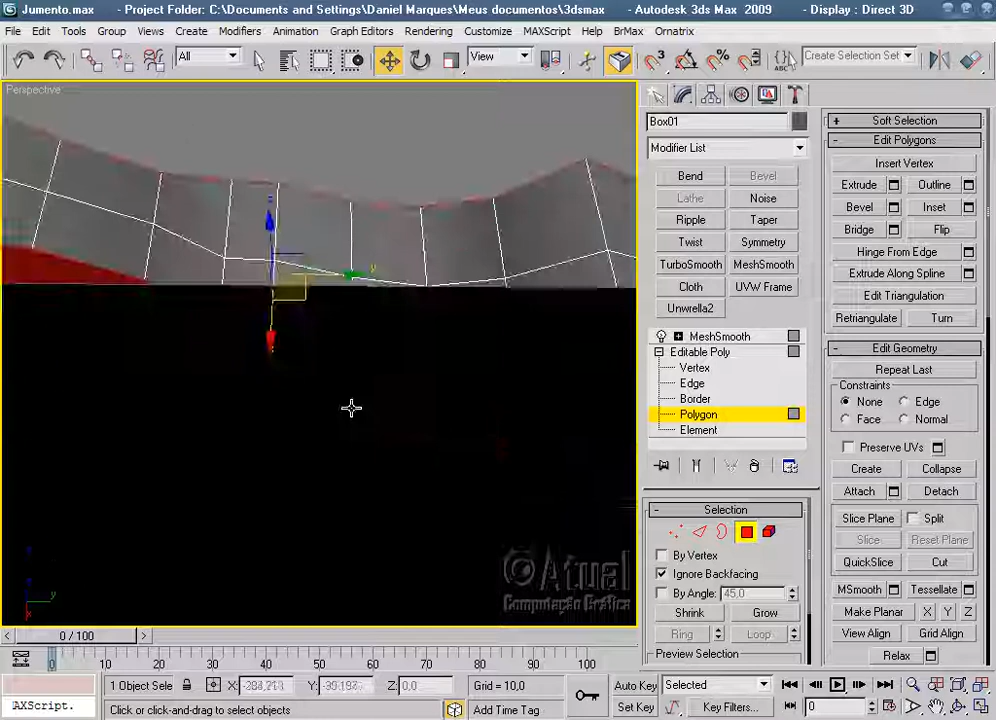 Jumento.max - Project Folder: C:\Documents and Settings\Daniel Marques\Meus documentos\3dsmax - Autodesk 3ds Max 2009 - Display : Direct 3D
File Edit Tools Group Views Create Modifiers Animation Graph Editors Rendering Customize MAXScript Help BrMax Ornatrix
All View Create Selection Set
Perspective
Box01
Modifier List
Bend Bevel
Lathe Noise
Ripple Taper
Twist Symmetry
TurboSmooth MeshSmooth
Cloth UVW Frame
Unwrella2
MeshSmooth
Editable Poly
Vertex
Edge
Border
Polygon
Element
- Selection
By Vertex
Ignore Backfacing
By Angle: 45,0
Shrink Grow
Ring Loop
Preview Selection
+ Soft Selection
- Edit Polygons
Insert Vertex
Extrude Outline
Bevel Inset
Bridge Flip
Hinge From Edge
Extrude Along Spline
Edit Triangulation
Retriangulate Turn
- Edit Geometry
Repeat Last
Constraints
None Edge
Face Normal
Preserve UVs
Create Collapse
Attach Detach
Slice Plane Split
Slice Reset Plane
QuickSlice Cut
MSmooth Tessellate
Make Planar X Y Z
View Align Grid Align
Relax
z
y
©Atual
Computação Gráfica
< 0 / 100 >
0 10 20 30 40 50 60 70 80 90 100
1 Object Sele X: -284,213 Y: -39,197 Z: 0,0 Grid = 10,0 Auto Key Selected
AXScript. Click or click-and-drag to select objects Add Time Tag Set Key Key Filters... 0